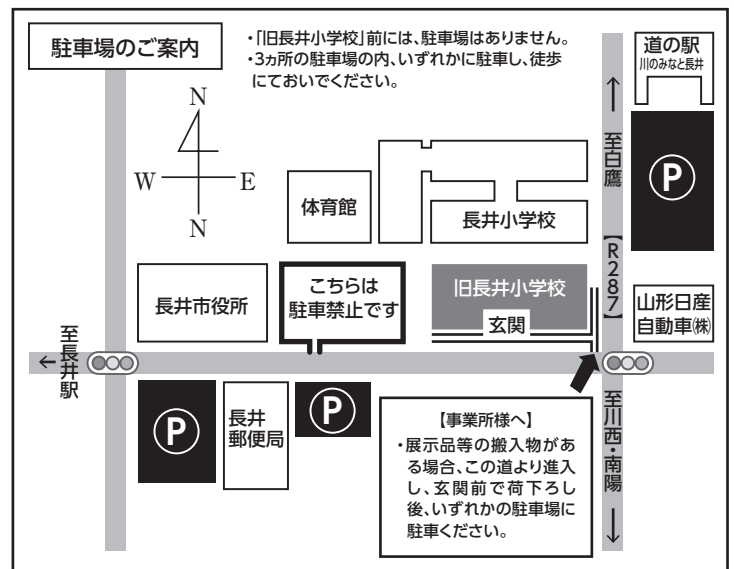 駐車場のご案内
・「旧長井小学校」前には、駐車場はありません。
・3ヵ所の駐車場の内、いずれかに駐車し、徒歩
にておいでください。
道の駅
川のみなと長井
N
W
E
N
至白鷹
P
体育館
長井小学校
【R287】
長井市役所
こちらは
駐車禁止です
旧長井小学校
玄関
山形日産
自動車㈱
←至長井駅
P
長井
郵便局
P
【事業所様へ】
・展示品等の搬入物があ
る場合、この道より進入
し、玄関前で荷下ろし
後、いずれかの駐車場に
駐車ください。
至川西・南陽